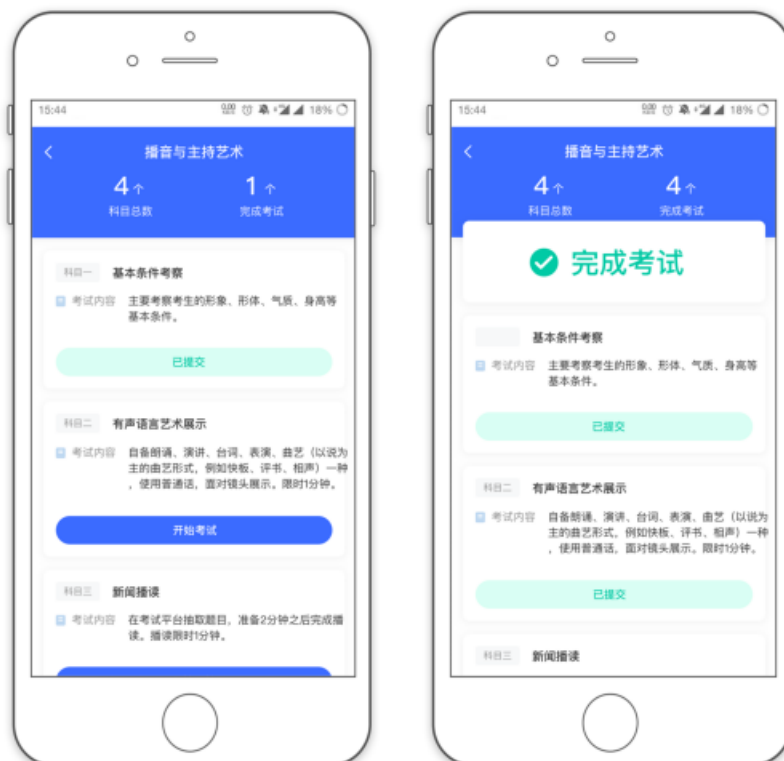 15:44
18%
播音与主持艺术
4个
1个
科目总数
完成考试
科目一
基本条件考察
考试内容
主要考察考生的形象、形体、气质、身高等
基本条件。
已提交
科目二
有声语言艺术展示
考试内容
自备朗诵、演讲、台词、表演、曲艺（以说为
主的曲艺形式，例如快板、评书、相声）一种
，使用普通话，面对镜头展示。限时1分钟。
开始考试
科目三
新闻播读
考试内容
在考试平台抽取题目，准备2分钟之后完成播
读。播读限时1分钟。
15:44
18%
播音与主持艺术
4个
4个
科目总数
完成考试
完成考试
基本条件考察
考试内容
主要考察考生的形象、形体、气质、身高等
基本条件。
已提交
科目二
有声语言艺术展示
考试内容
自备朗诵、演讲、台词、表演、曲艺（以说为
主的曲艺形式，例如快板、评书、相声）一种
，使用普通话，面对镜头展示。限时1分钟。
已提交
科目三
新闻播读